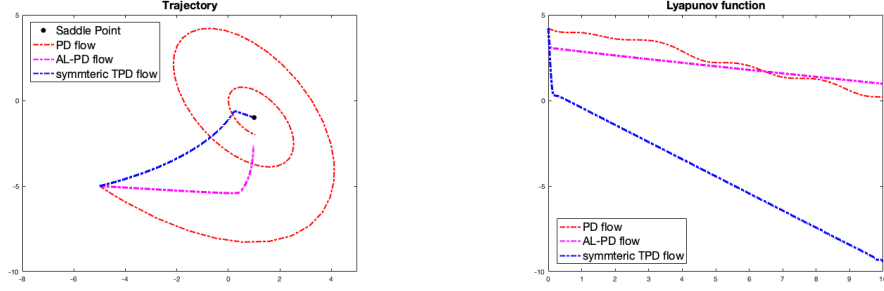 Trajectory
5
0
-5
-10
-8
-6
-4
-2
0
2
4
Saddle Point
PD flow
AL-PD flow
symmteric TPD flow
Lyapunov function
5
0
-5
-10
0
1
2
3
4
5
6
7
8
9
10
PD flow
AL-PD flow
symmteric TPD flow